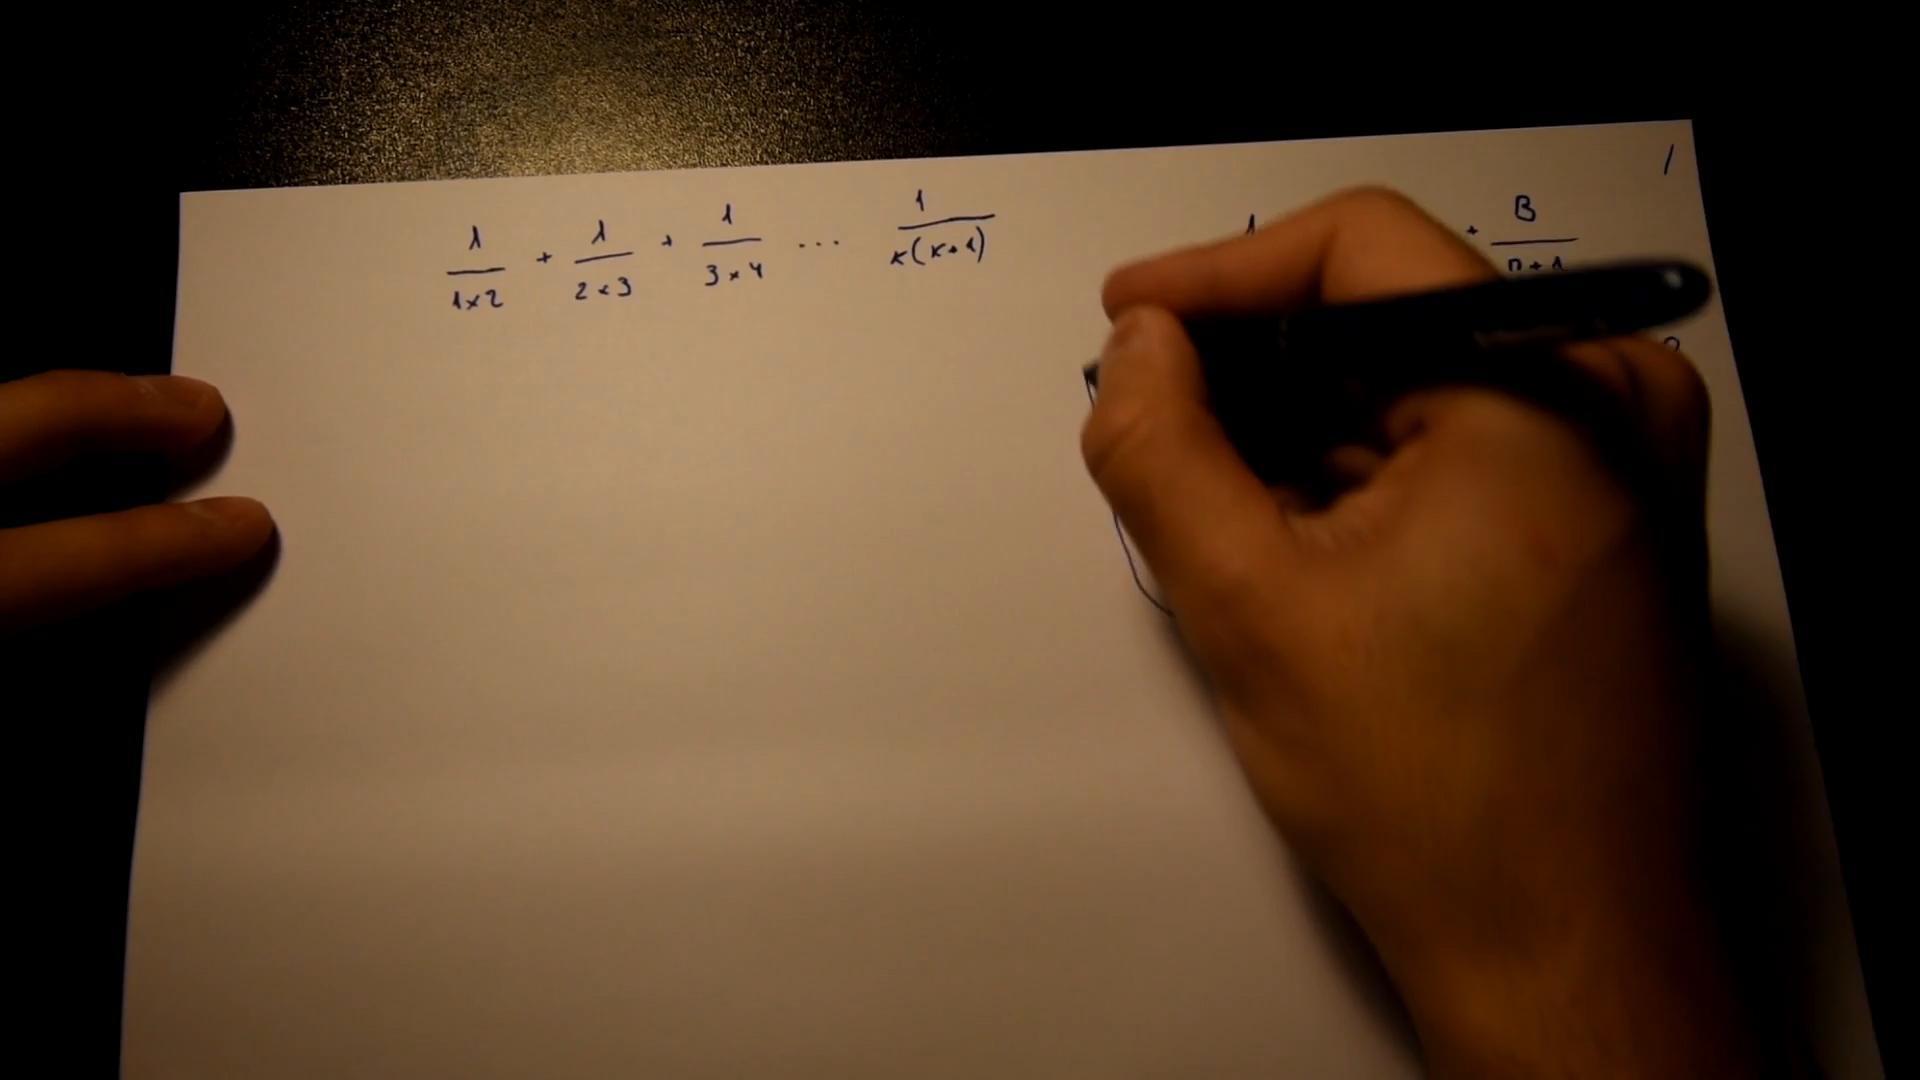 1/(1×2) + 1/(2×3) + 1/(3×4) ... 1/(k(k+1))
1 + B/(n+1)